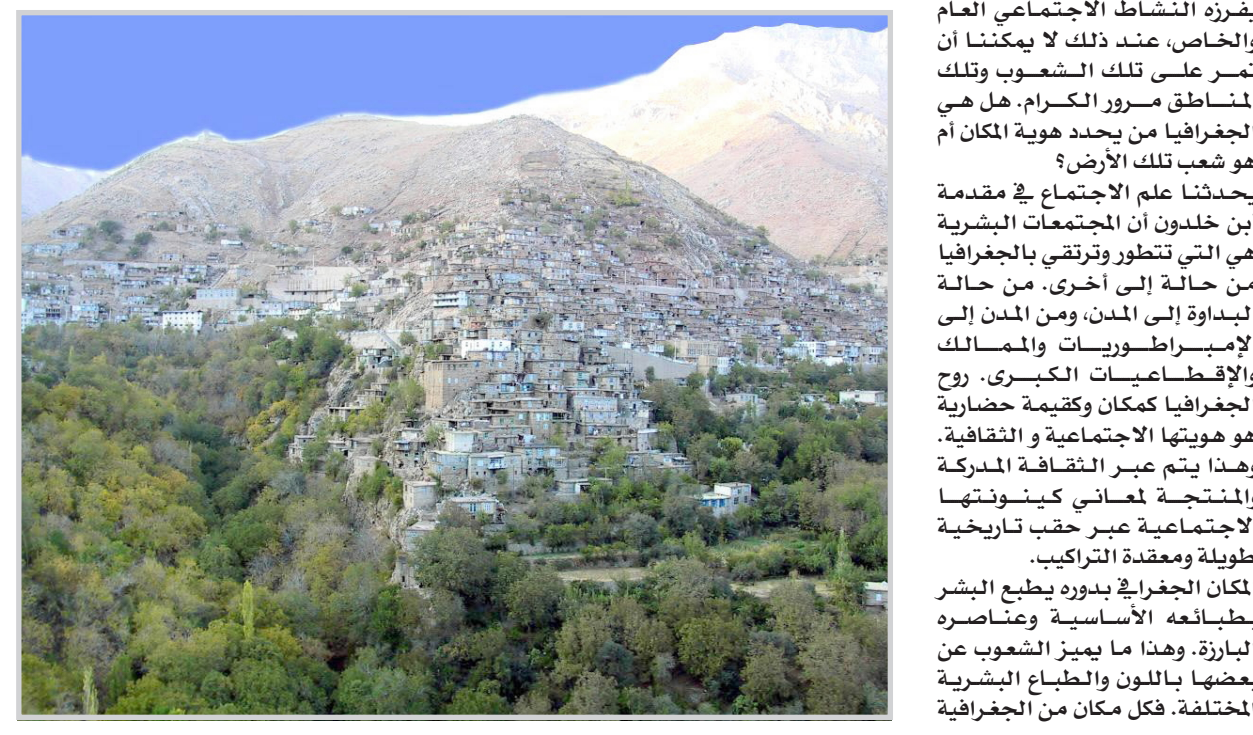 يفرزه النشاط الاجتماعي العام
والخاص، عند ذلك لا يمكننا أن
نمر على تلك الشعوب وتلك
المناطق مرور الكرام. هل هي
الجغرافيا من يحدد هوية المكان أم
هو شعب تلك الأرض؟
يحدثنا علم الاجتماع في مقدمة
ابن خلدون أن المجتمعات البشرية
هي التي تتطور وترتقي بالجغرافيا
من حالة إلى أخرى. من حالة
البداوة إلى المدن، ومن المدن إلى
الإمبراطوريات والممالك
والإقطاعيات الكبرى. روح
الجغرافيا كمكان وكقيمة حضارية
هو هويتها الاجتماعية و الثقافية.
وهذا يتم عبر الثقافة المدركة
والمنتجة لمعاني كينونتها
الاجتماعية عبر حقب تاريخية
طويلة ومعقدة التراكيب.
المكان الجغرافي بدوره يطبع البشر
بطبائعه الأساسية وعناصره
البارزة. وهذا ما يميز الشعوب عن
بعضها باللون والطباع البشرية
المختلفة. فكل مكان من الجغرافية